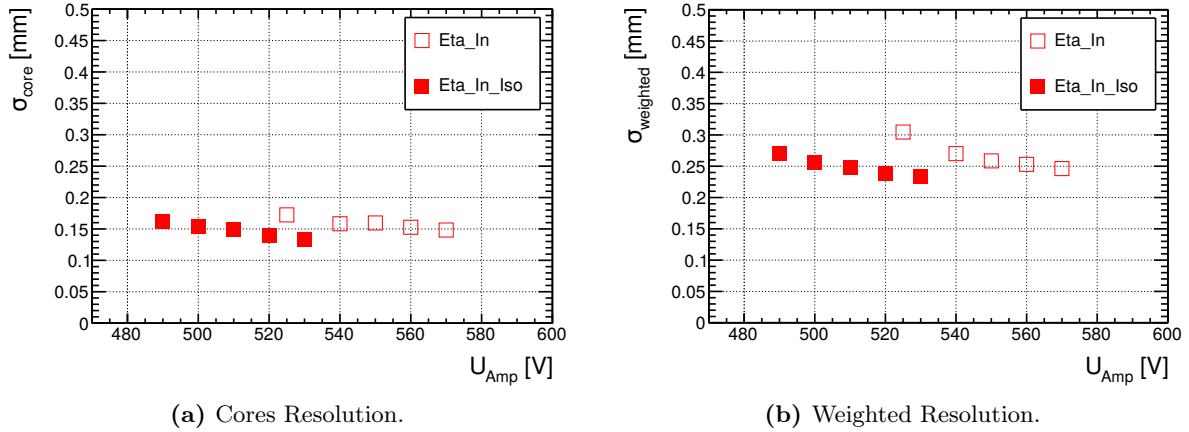 σcore [mm]
0.5
0.45
0.4
0.35
0.3
0.25
0.2
0.15
0.1
0.05
0
Eta_In
Eta_In_Iso
480 500 520 540 560 580 600
UAmp [V]
(a) Cores Resolution.
σweighted [mm]
0.5
0.45
0.4
0.35
0.3
0.25
0.2
0.15
0.1
0.05
0
Eta_In
Eta_In_Iso
480 500 520 540 560 580 600
UAmp [V]
(b) Weighted Resolution.